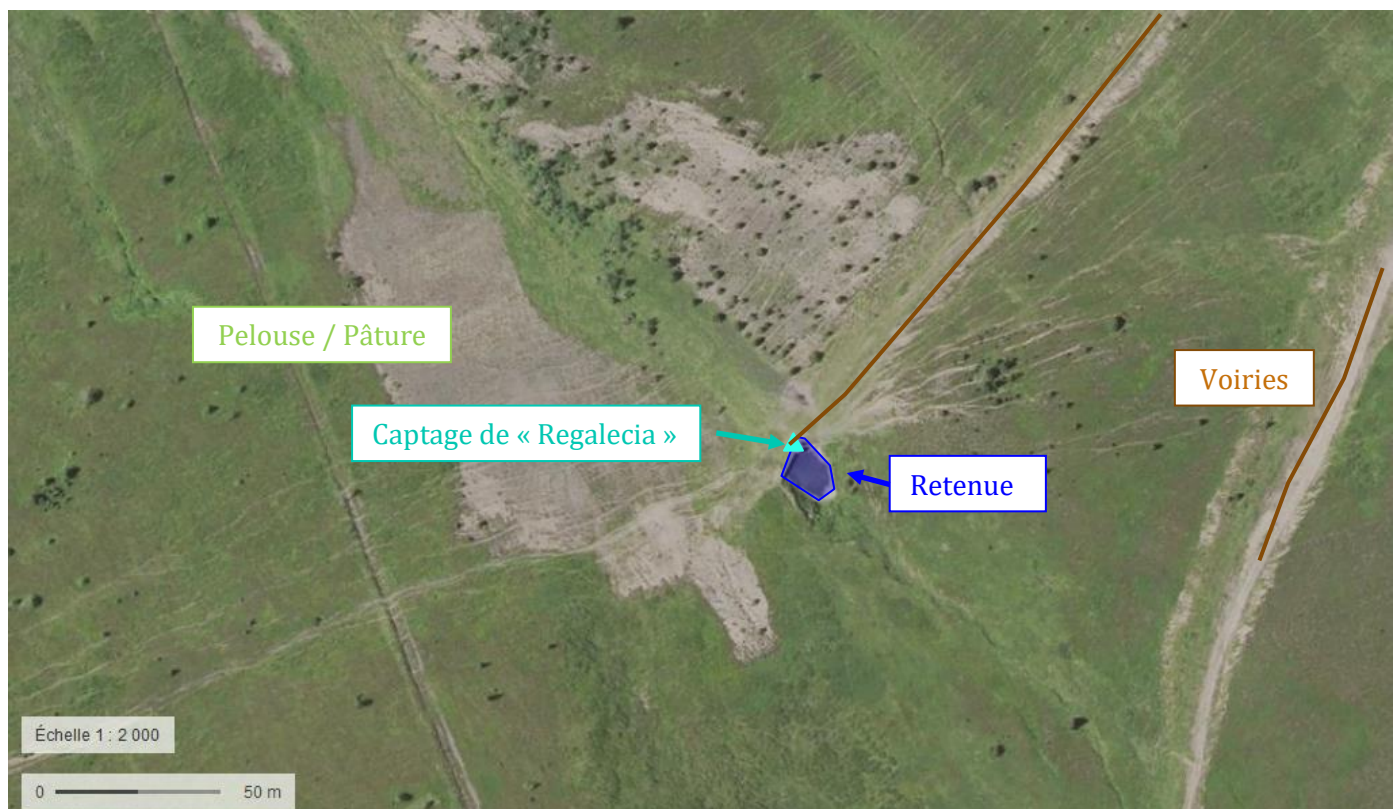 Pelouse / Pâture
Voiries
Captage de « Regalecia »
Retenue
Échelle 1 : 2 000
0 50 m